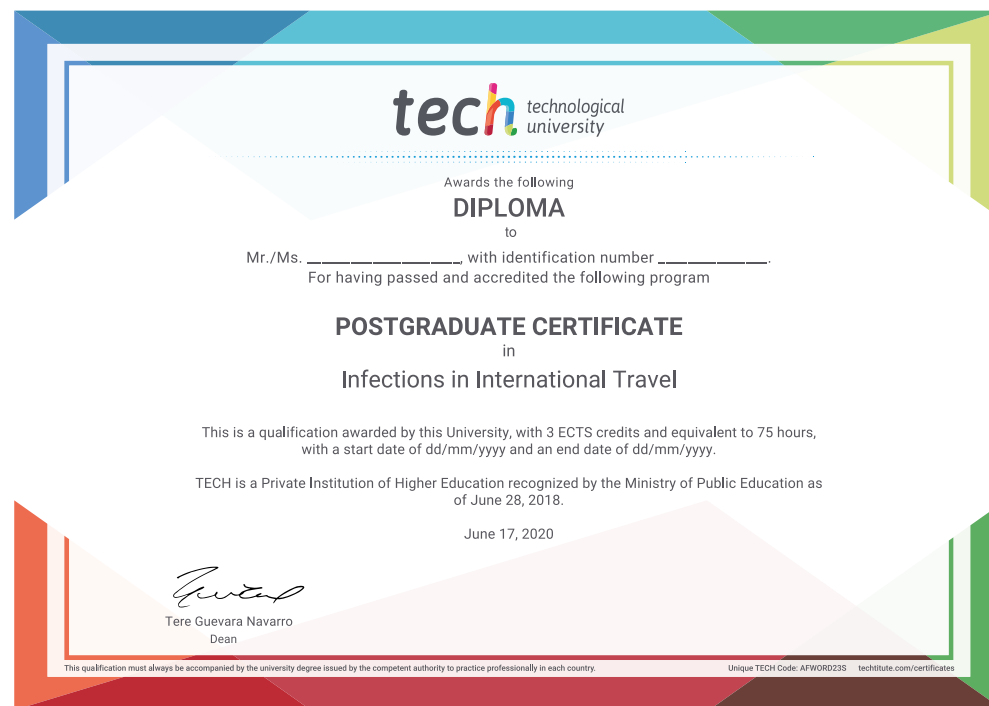 tech technological
university
Awards the following
DIPLOMA
to
Mr./Ms. _____________________, with identification number _______________.
For having passed and accredited the following program
POSTGRADUATE CERTIFICATE
in
Infections in International Travel
This is a qualification awarded by this University, with 3 ECTS credits and equivalent to 75 hours,
with a start date of dd/mm/yyyy and an end date of dd/mm/yyyy.
TECH is a Private Institution of Higher Education recognized by the Ministry of Public Education as
of June 28, 2018.
June 17, 2020
Tere Guevara Navarro
Dean
This qualification must always be accompanied by the university degree issued by the competent authority to practice professionally in each country.
Unique TECH Code: AFWORD23S techtitute.com/certificates